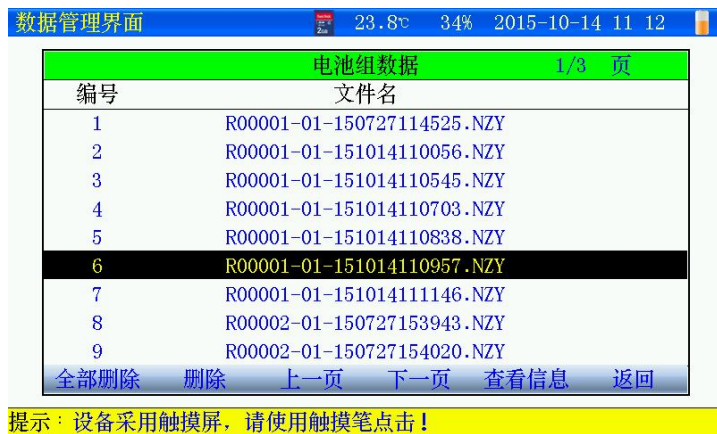 数据管理界面 23.8℃ 34% 2015-10-14 11 12
电池组数据 1/3 页
编号 文件名
1 R00001-01-150727114525.NZY
2 R00001-01-151014110056.NZY
3 R00001-01-151014110545.NZY
4 R00001-01-151014110703.NZY
5 R00001-01-151014110838.NZY
6 R00001-01-151014110957.NZY
7 R00001-01-151014111146.NZY
8 R00002-01-150727153943.NZY
9 R00002-01-150727154020.NZY
全部删除 删除 上一页 下一页 查看信息 返回
提示：设备采用触摸屏，请使用触摸笔点击！